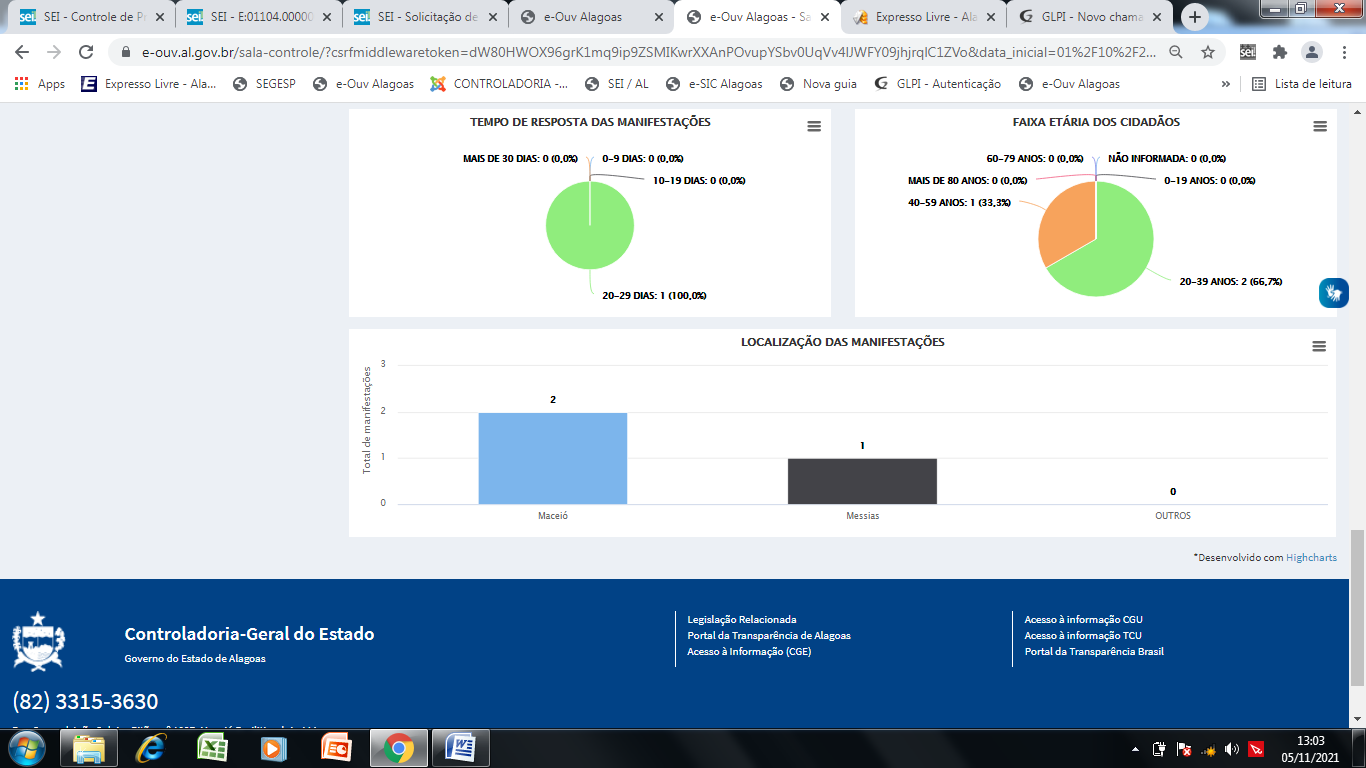 SEI - Controle de Pr
SEI - E:01104.00000
SEI - Solicitação de
e-Ouv Alagoas
e-Ouv Alagoas - Sa
Expresso Livre - Ala
GLPI - Novo chama
e-ouv.al.gov.br/sala-controle/?csrfmiddlewaretoken=dW80HWOX96grK1mq9ip9ZSMIKwrXXAnPOvupYSbv0UqVv4IJWFY09jhjrqlC1ZVo&data_inicial=01%2F10%2F2...
Apps
Expresso Livre - Ala...
SEGESP
e-Ouv Alagoas
CONTROLADORIA -...
SEI / AL
e-SIC Alagoas
Nova guia
GLPI - Autenticação
e-Ouv Alagoas
»
Lista de leitura
TEMPO DE RESPOSTA DAS MANIFESTAÇÕES
MAIS DE 30 DIAS: 0 (0,0%)
0-9 DIAS: 0 (0,0%)
10-19 DIAS: 0 (0,0%)
20-29 DIAS: 1 (100,0%)
FAIXA ETÁRIA DOS CIDADÃOS
60-79 ANOS: 0 (0,0%)
NÃO INFORMADA: 0 (0,0%)
MAIS DE 80 ANOS: 0 (0,0%)
0-19 ANOS: 0 (0,0%)
40-59 ANOS: 1 (33,3%)
20-39 ANOS: 2 (66,7%)
LOCALIZAÇÃO DAS MANIFESTAÇÕES
Total de manifestações
3
2
1
0
2
1
0
Maceió
Messias
OUTROS
*Desenvolvido com Highcharts
Controladoria-Geral do Estado
Governo do Estado de Alagoas
Legislação Relacionada
Portal da Transparência de Alagoas
Acesso à Informação (CGE)
Acesso à informação CGU
Acesso à informação TCU
Portal da Transparência Brasil
(82) 3315-3630
13:03
05/11/2021